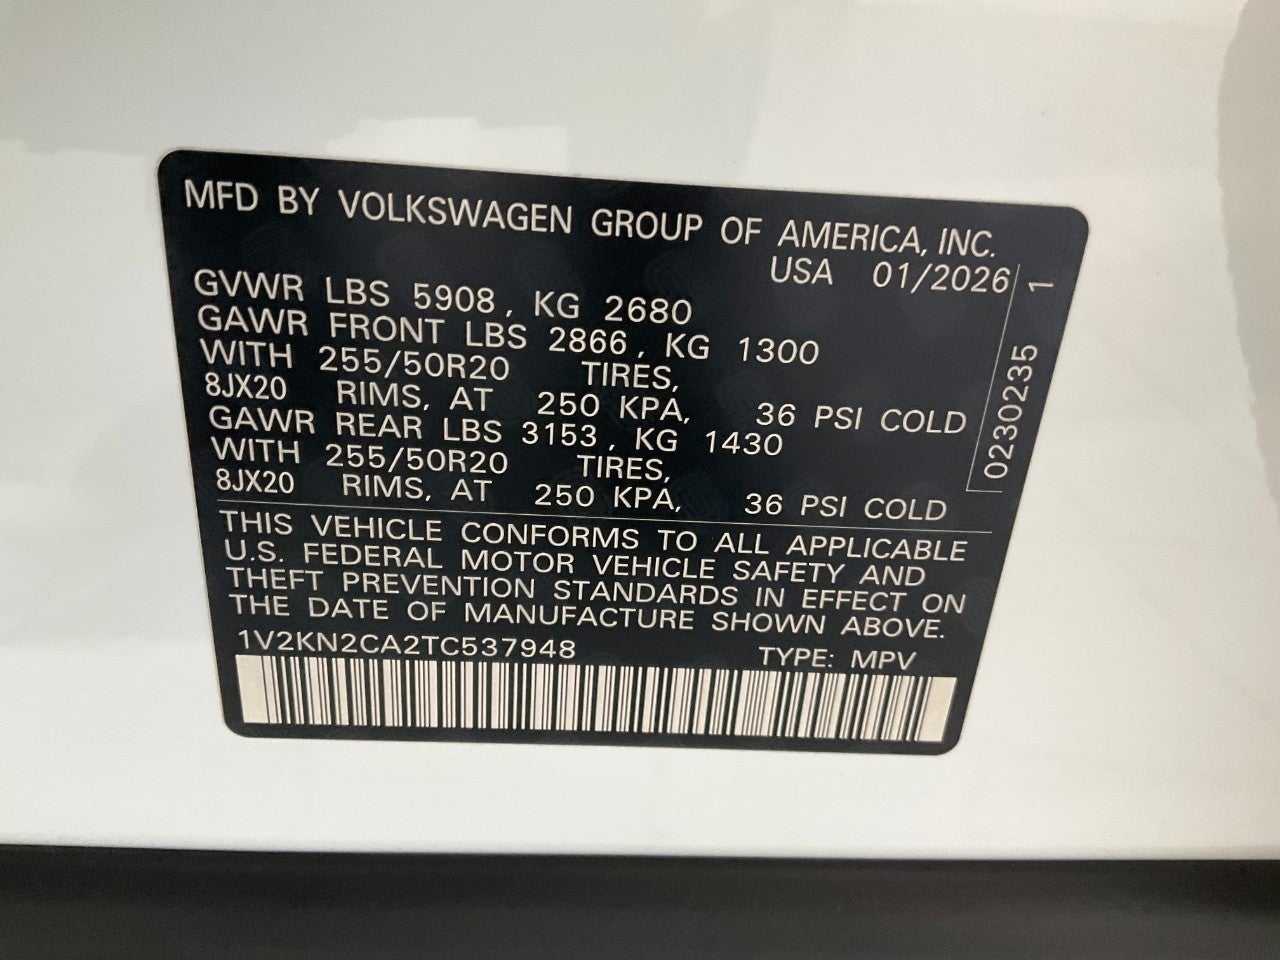 MFD BY VOLKSWAGEN GROUP OF AMERICA, INC.
USA 01/2026
GVWR LBS 5908, KG 2680
GAWR FRONT LBS 2866, KG 1300
WITH 255/50R20 TIRES,
8JX20 RIMS, AT 250 KPA, 36 PSI COLD
GAWR REAR LBS 3153, KG 1430
WITH 255/50R20 TIRES,
8JX20 RIMS, AT 250 KPA, 36 PSI COLD
02302351
THIS VEHICLE CONFORMS TO ALL APPLICABLE
U.S. FEDERAL MOTOR VEHICLE SAFETY AND
THEFT PREVENTION STANDARDS IN EFFECT ON
THE DATE OF MANUFACTURE SHOWN ABOVE.
1V2KN2CA2TC537948 TYPE: MPV